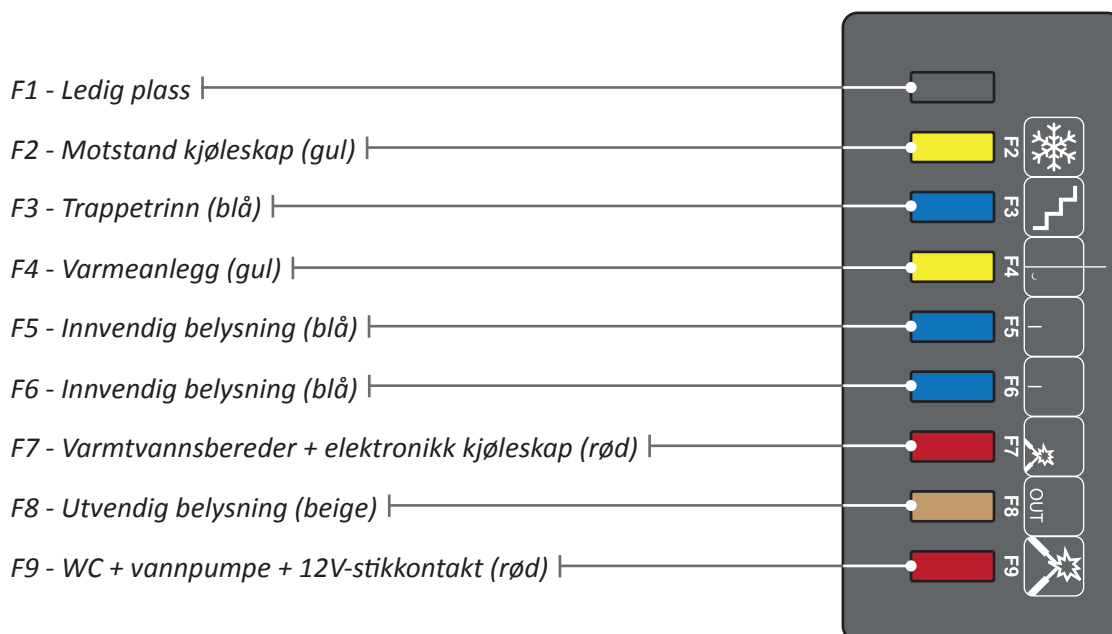 F1 - Ledig plass
F2 - Motstand kjøleskap (gul)
F2
F3 - Trappetrinn (blå)
F3
F4 - Varmeanlegg (gul)
F4
F5 - Innvendig belysning (blå)
F5
F6 - Innvendig belysning (blå)
F6
F7 - Varmtvannsbereder + elektronikk kjøleskap (rød)
F7
F8 - Utvendig belysning (beige)
F8
OUT
F9 - WC + vannpumpe + 12V-stikkontakt (rød)
F9